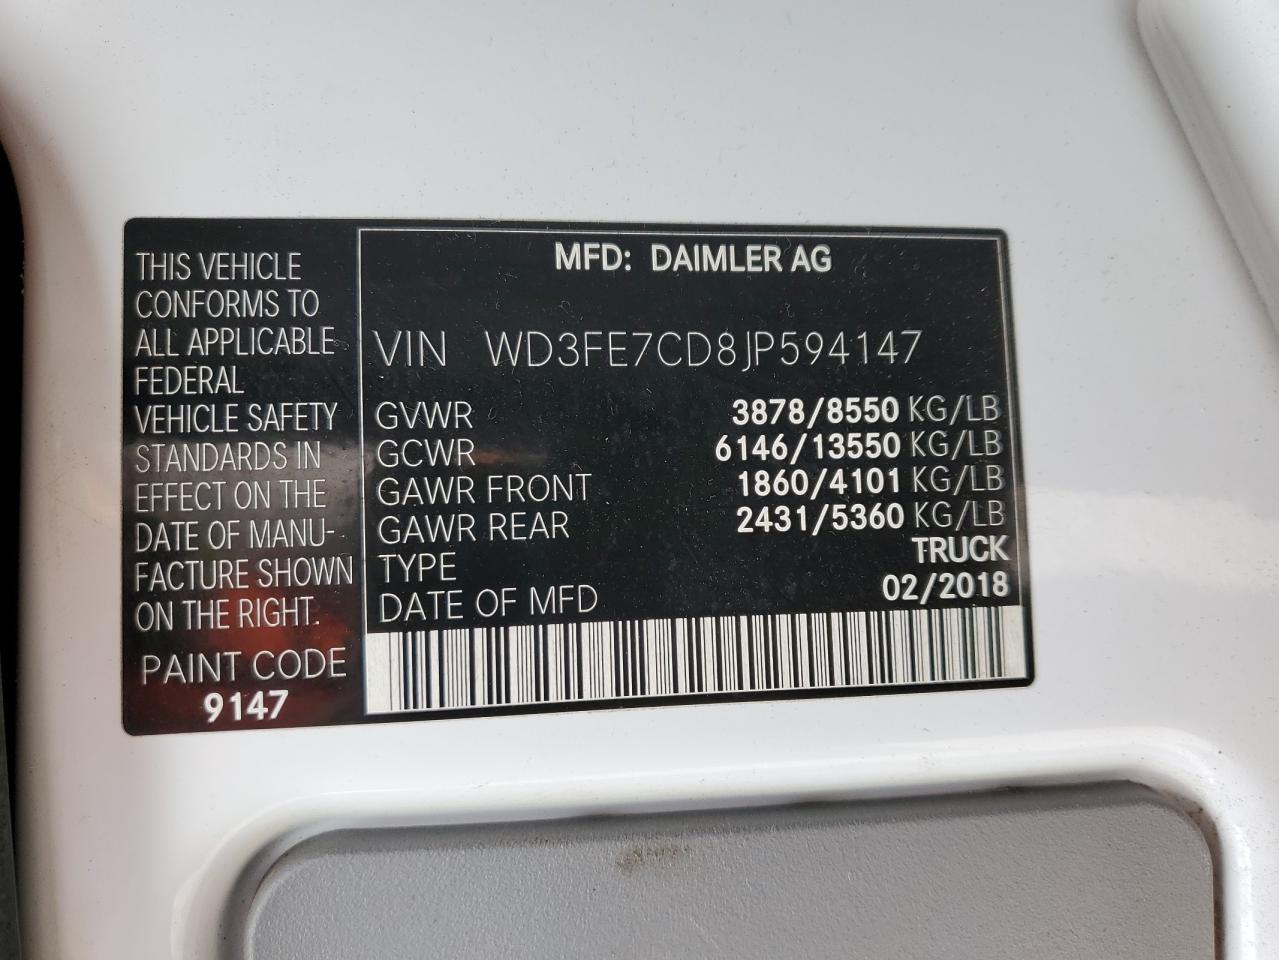 THIS VEHICLE
CONFORMS TO
ALL APPLICABLE
FEDERAL
VEHICLE SAFETY
STANDARDS IN
EFFECT ON THE
DATE OF MANU-
FACTURE SHOWN
ON THE RIGHT.
PAINT CODE
9147
MFD: DAIMLER AG
VIN WD3FE7CD8JP594147
GVWR 3878/8550 KG/LB
GCWR 6146/13550 KG/LB
GAWR FRONT 1860/4101 KG/LB
GAWR REAR 2431/5360 KG/LB
TYPE TRUCK
DATE OF MFD 02/2018